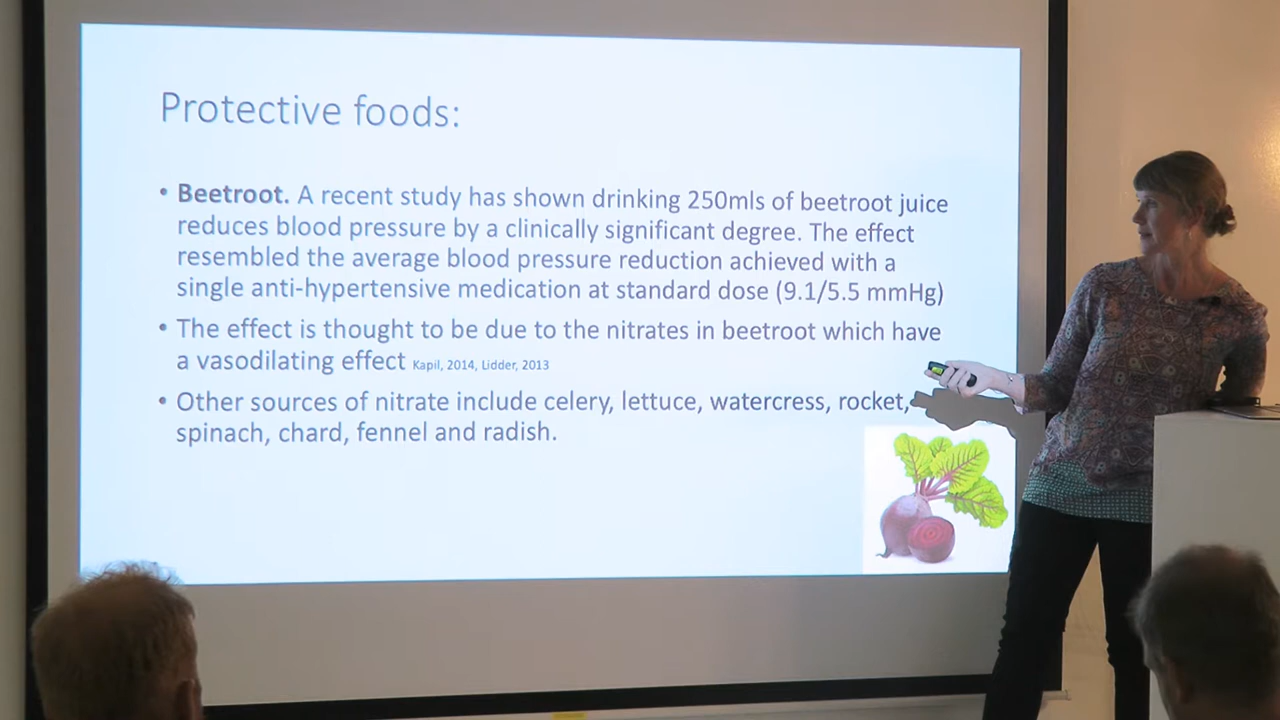 Protective foods:
• Beetroot. A recent study has shown drinking 250mls of beetroot juice
reduces blood pressure by a clinically significant degree. The effect
resembled the average blood pressure reduction achieved with a
single anti-hypertensive medication at standard dose (9.1/5.5 mmHg)
• The effect is thought to be due to the nitrates in beetroot which have
a vasodilating effect Kapil, 2014, Lidder, 2013
• Other sources of nitrate include celery, lettuce, watercress, rocket,
spinach, chard, fennel and radish.